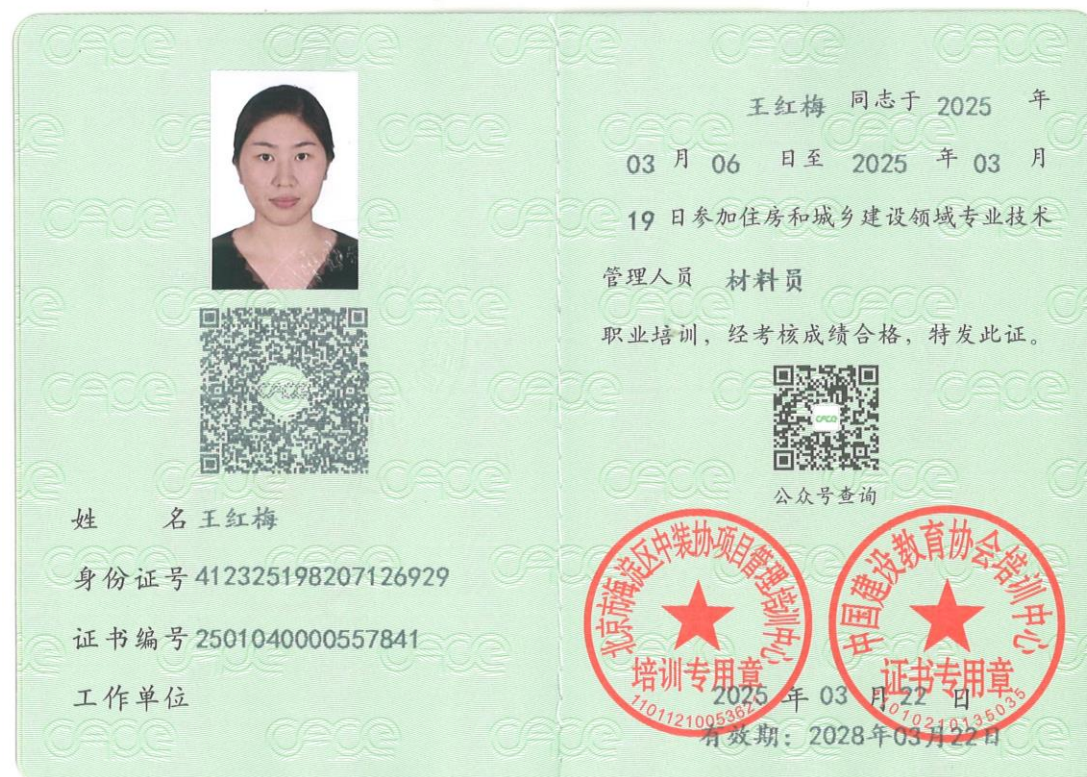 姓 名 王红梅
身份证号 412325198207126929
证书编号 2501040000557841
工作单位
王红梅 同志于 2025 年
03 月 06 日至 2025 年 03 月
19 日参加住房和城乡建设领域专业技术
管理人员 材料员
职业培训，经考核成绩合格，特发此证。
公众号查询
北京市海淀区中装协项目管理培训中心
培训专用章
中国建设教育协会培训中心
证书专用章
11010210135035
2025 年 03 月 22 日
有效期：2028年03月22日